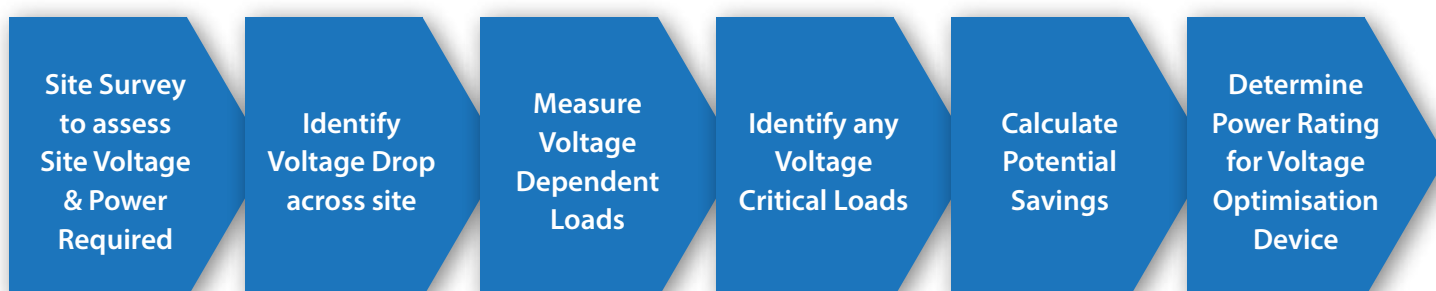 Site Survey
to assess
Site Voltage
& Power
Required
Identify
Voltage Drop
across site
Measure
Voltage
Dependent
Loads
Identify any
Voltage
Critical Loads
Calculate
Potential
Savings
Determine
Power Rating
for Voltage
Optimisation
Device